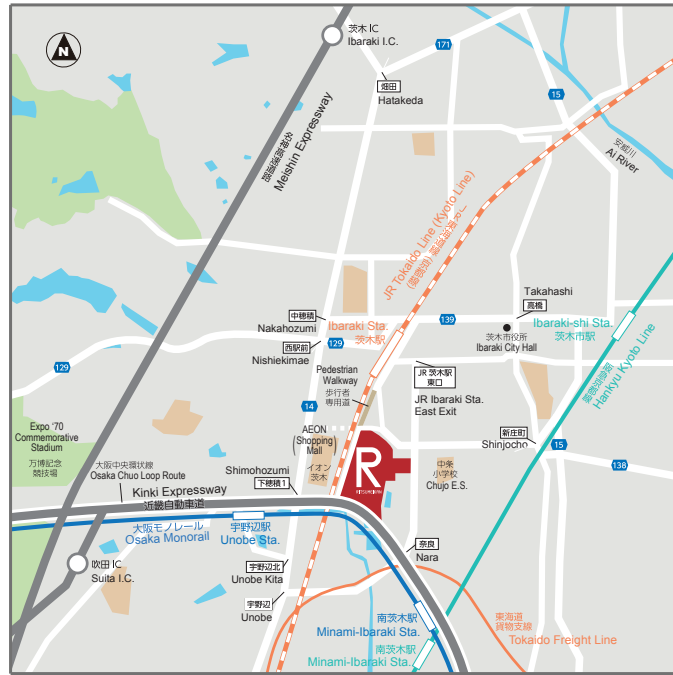 N
茨木 IC
Ibaraki I.C.
171
畑田
Hatakeda
15
安威川
Ai River
名神高速道路
Meishin Expressway
JR Tokaido Line (Kyoto Line)
Takahashi
高橋
中穂積
Nakahozumi
Ibaraki Sta.
茨木駅
139
Ibaraki-shi Sta.
茨木市駅
茨木市役所
Ibaraki City Hall
西駅前
129
Nishiekimae
129
Pedestrian
Walkway
歩行者
専用道
JR 茨木駅
東口
JR Ibaraki Sta.
East Exit
Hankyu Kyoto Line
14
Expo '70
Commemorative
Stadium
万博記念
競技場
AEON
(Shopping)
Mall
イオン
茨木
新庄町
Shinjocho
15
138
大阪中央環状線
Osaka Chuo Loop Route
Shimohozumi
下穂積1
R
RITSUMEIKAN
中条
小学校
Chujo E.S.
Kinki Expressway
近畿自動車道
大阪モノレール
Osaka Monorail
宇野辺駅
Unobe Sta.
奈良
Nara
吹田 IC
Suita I.C.
宇野辺北
Unobe Kita
宇野辺
Unobe
南茨木駅
Minami-Ibaraki Sta.
東海道
貨物支線
Tokaido Freight Line
南茨木駅
Minami-Ibaraki Sta.